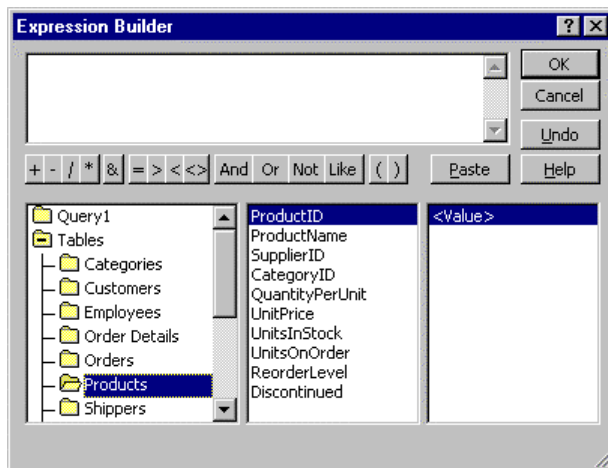 Expression Builder
OK
Cancel
Undo
+ - / * & = > < <> And Or Not Like ( ) Paste Help
Query1
Tables
Categories
Customers
Employees
Order Details
Orders
Products
Shippers
ProductID
ProductName
SupplierID
CategoryID
QuantityPerUnit
UnitPrice
UnitsInStock
UnitsOnOrder
ReorderLevel
Discontinued
<Value>